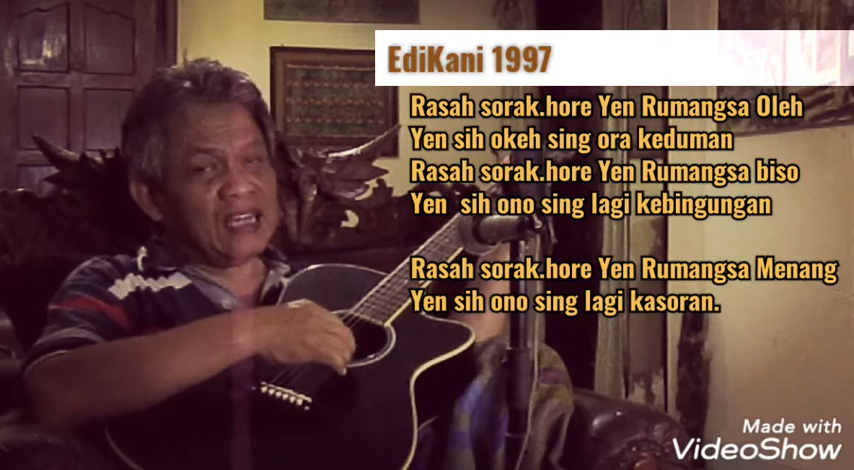 EdiKani 1997
Rasah sorak.hore Yen Rumangsa Oleh
Yen sih okeh sing ora keduman
Rasah sorak.hore Yen Rumangsa biso
Yen sih ono sing lagi kebingungan
Rasah sorak.hore Yen Rumangsa Menang
Yen sih ono sing lagi kasoran.
Made with
VideoShow